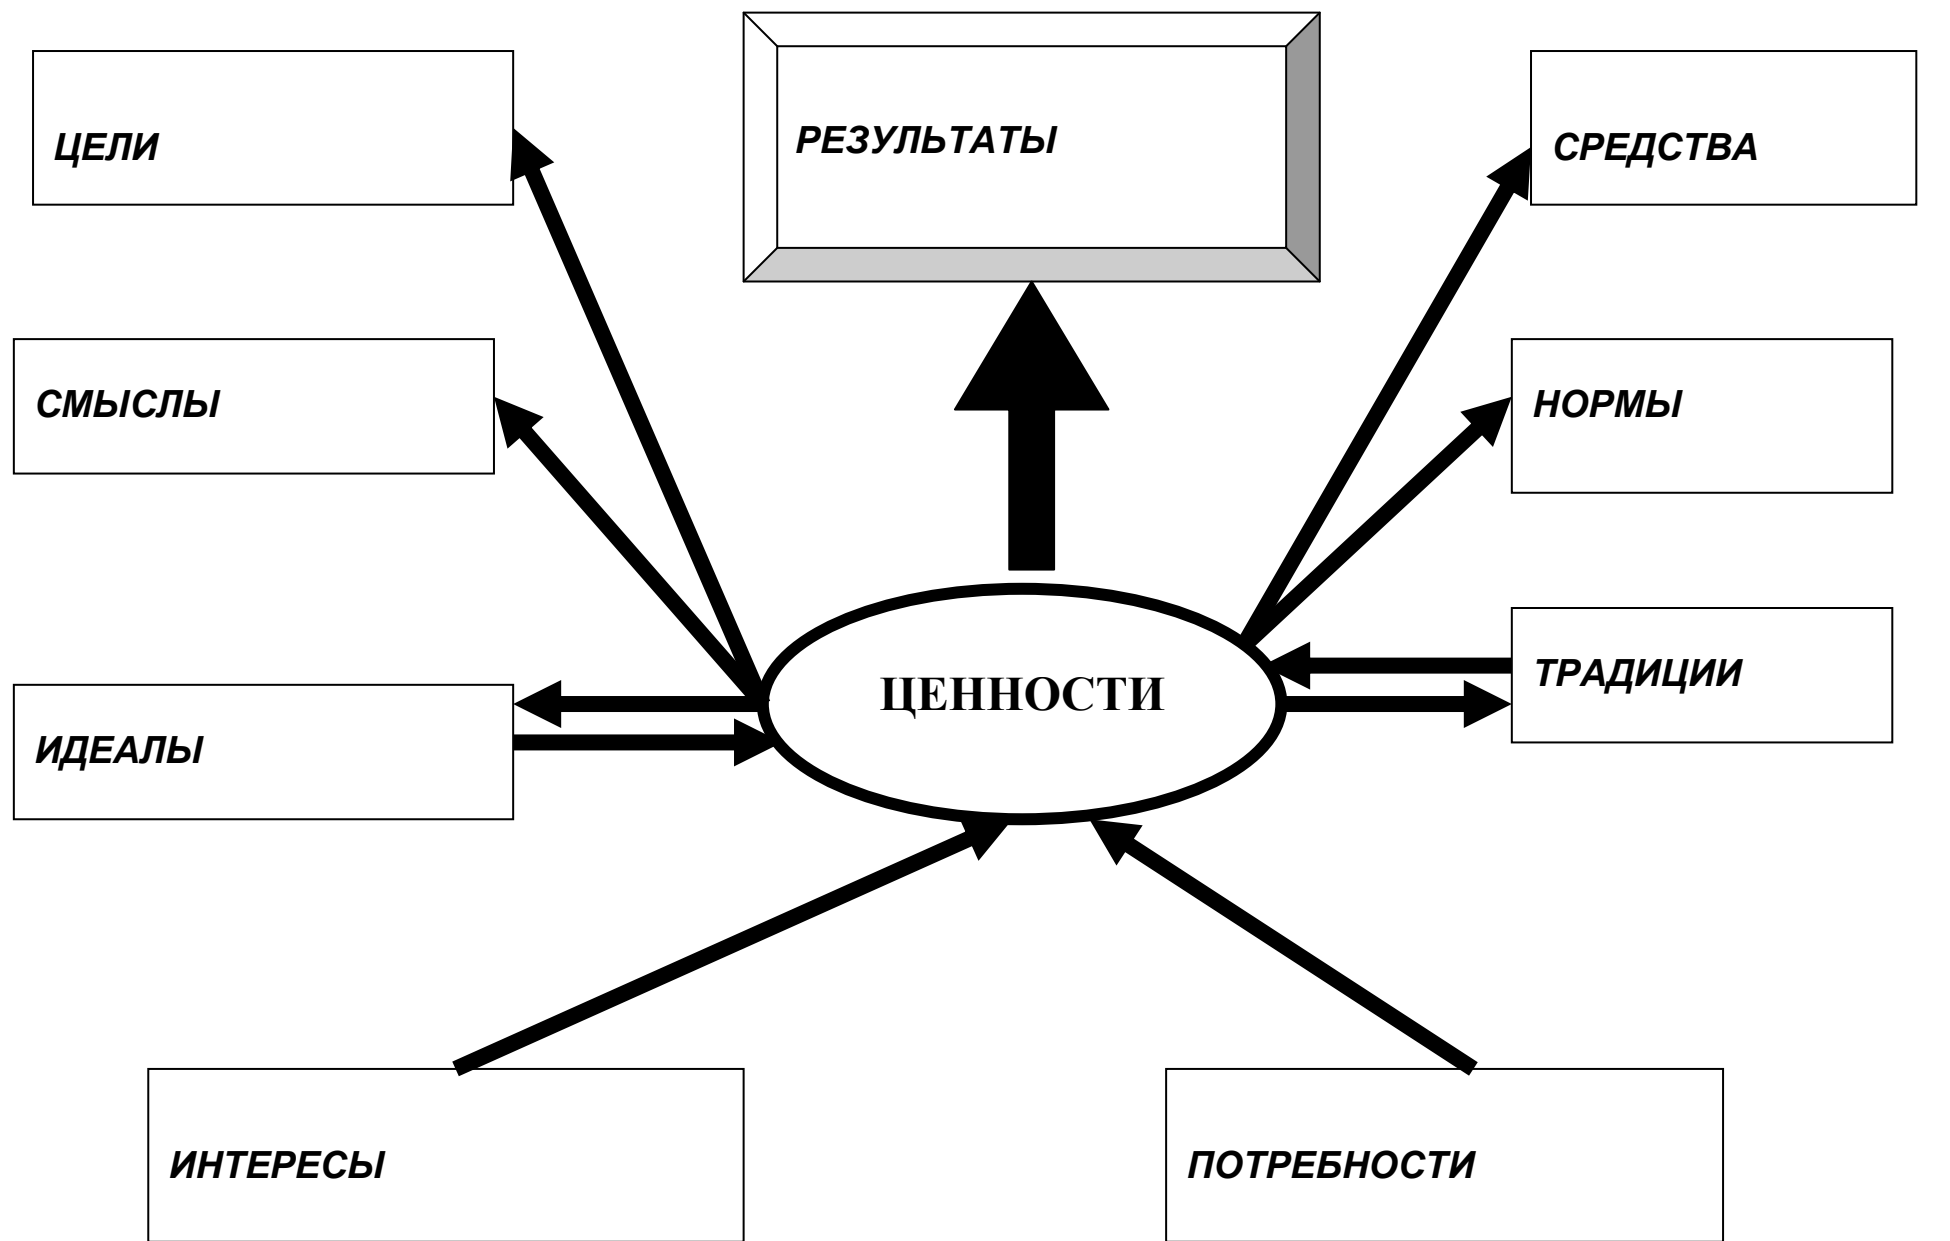 ЦЕЛИ
РЕЗУЛЬТАТЫ
СРЕДСТВА
СМЫСЛЫ
НОРМЫ
ЦЕННОСТИ
ТРАДИЦИИ
ИДЕАЛЫ
ИНТЕРЕСЫ
ПОТРЕБНОСТИ